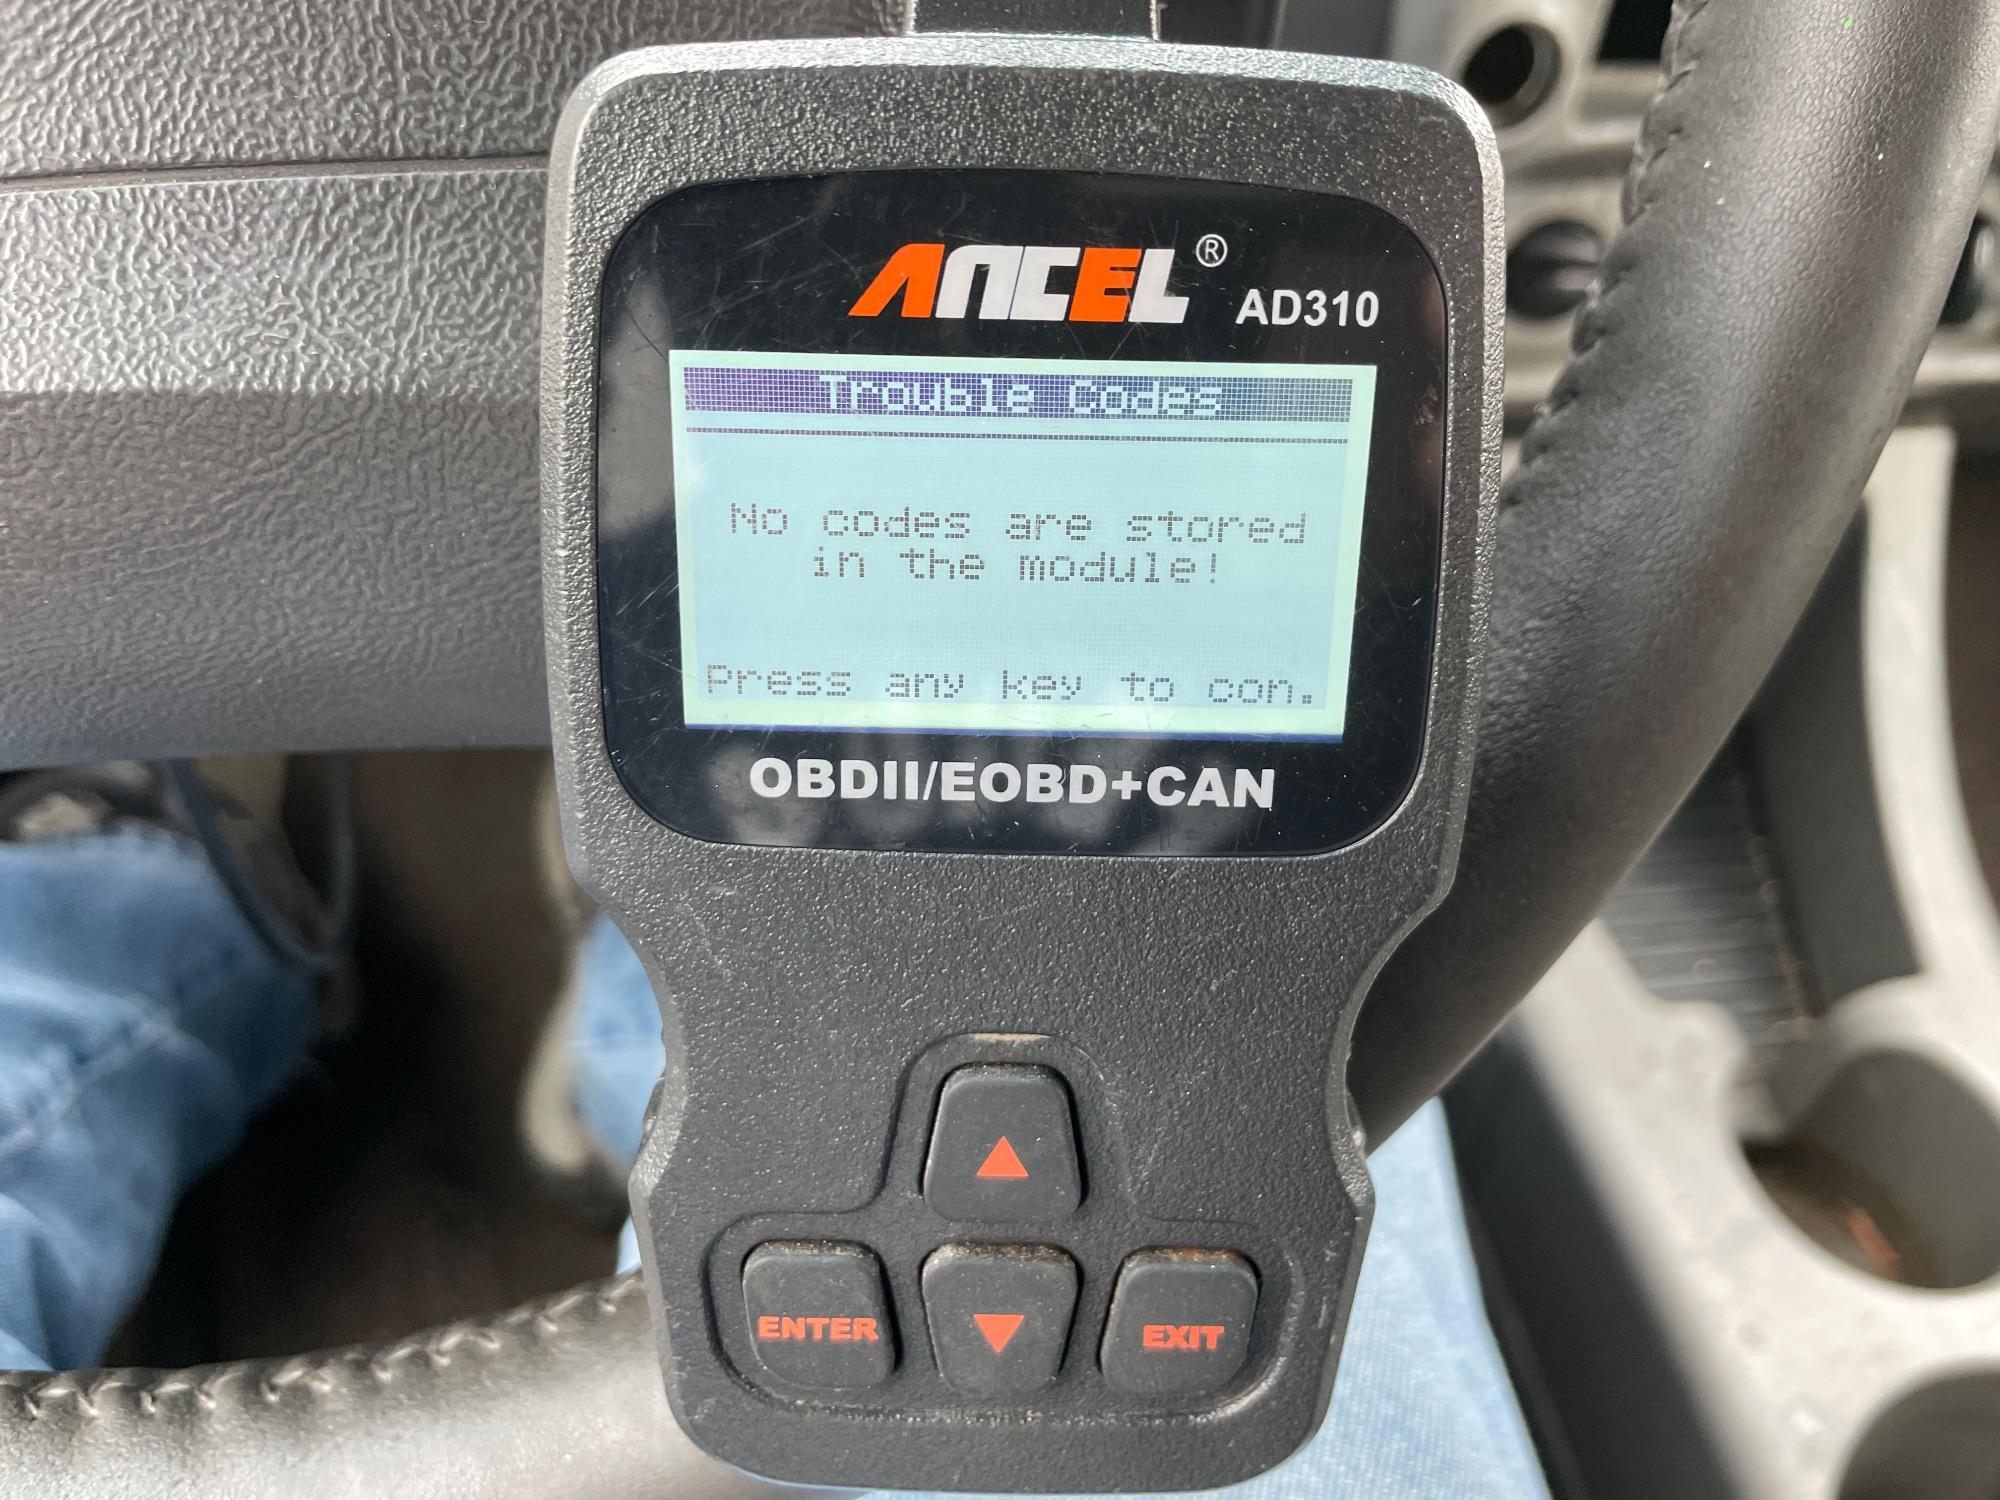 ANCEL® AD310
Trouble Codes
No codes are stored
in the module!
Press any key to con.
OBDII/EOBD+CAN
▲
ENTER ▼ EXIT